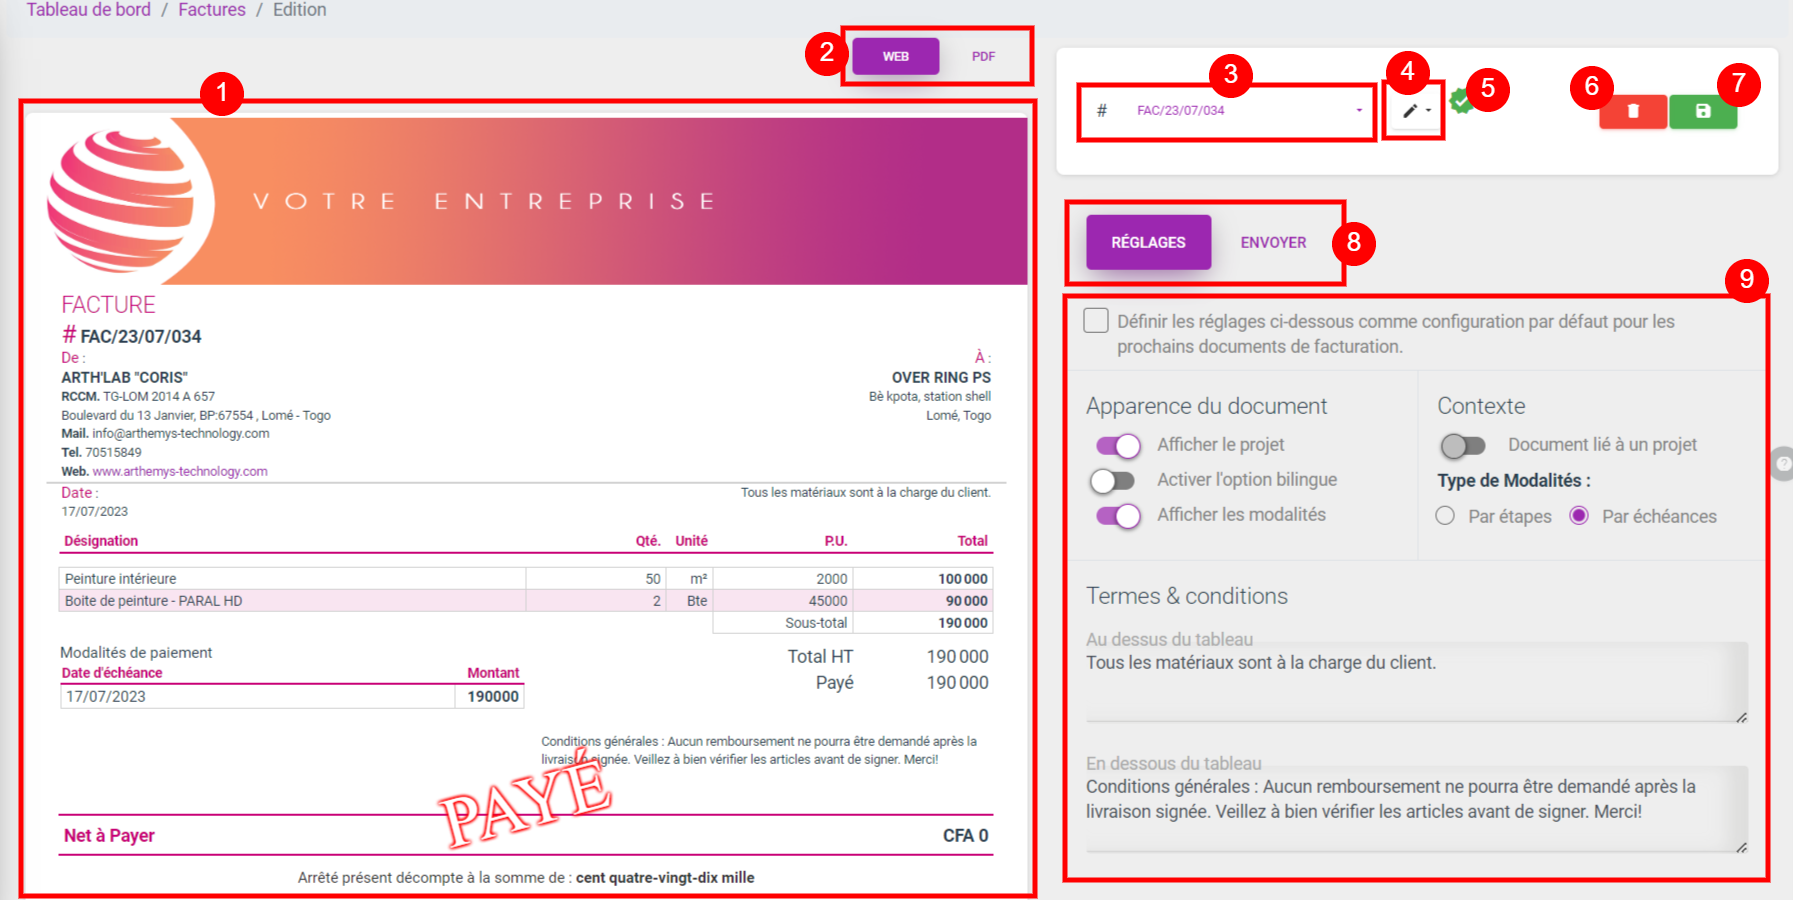 Tableau de bord / Factures / Edition
2
WEB
PDF
1
3
# FAC/23/07/034
4
5
6
7
VOTRE ENTREPRISE
RÉGLAGES
ENVOYER
8
9
FACTURE
# FAC/23/07/034
De :
ARTH'LAB "CORIS"
RCCM. TG-LOM 2014 A 657
Boulevard du 13 Janvier, BP:67554 , Lomé - Togo
Mail. info@arthemys-technology.com
Tel. 70515849
Web. www.arthemys-technology.com
À :
OVER RING PS
Bè kpota, station shell
Lomé, Togo
Date :
17/07/2023
Tous les matériaux sont à la charge du client.
Désignation Qté. Unité P.U. Total
Peinture intérieure 50 m² 2000 100 000
Boite de peinture - PARAL HD 2 Bte 45000 90 000
Sous-total 190 000
Modalités de paiement
Date d'échéance Montant
17/07/2023 190000
Total HT 190 000
Payé 190 000
Conditions générales : Aucun remboursement ne pourra être demandé après la
livraison signée. Veillez à bien vérifier les articles avant de signer. Merci!
PAYÉ
Net à Payer CFA 0
Arrêté présent décompte à la somme de : cent quatre-vingt-dix mille
Définir les réglages ci-dessous comme configuration par défaut pour les
prochains documents de facturation.
Apparence du document
Afficher le projet
Activer l'option bilingue
Afficher les modalités
Contexte
Document lié à un projet
Type de Modalités :
Par étapes Par échéances
?
Termes & conditions
Au dessus du tableau
Tous les matériaux sont à la charge du client.
En dessous du tableau
Conditions générales : Aucun remboursement ne pourra être demandé après la
livraison signée. Veillez à bien vérifier les articles avant de signer. Merci!